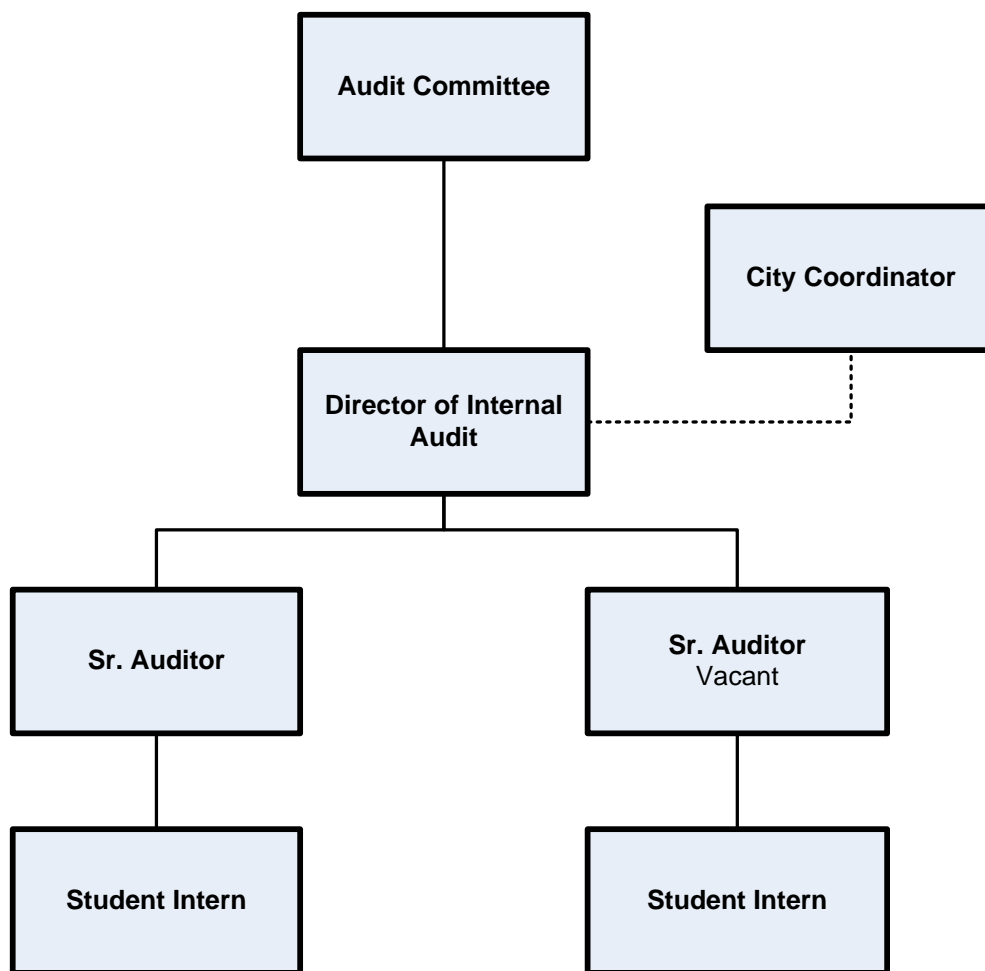 Audit Committee
City Coordinator
Director of Internal
Audit
Sr. Auditor
Sr. Auditor
Vacant
Student Intern
Student Intern